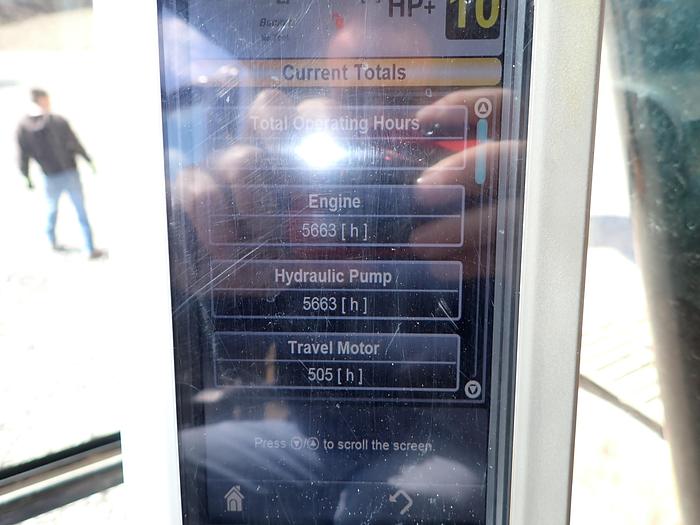 HP+
10
Current Totals
Total Operating Hours
Engine
5663 [ h ]
Hydraulic Pump
5663 [ h ]
Travel Motor
505 [ h ]
Press ▼/▲ to scroll the screen.